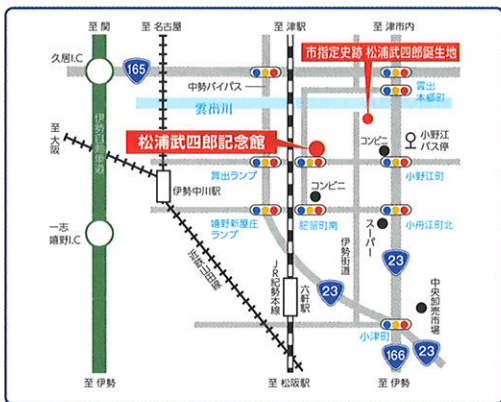 至 関
至 名古屋
至 津駅
至 津市内
市指定史跡 松浦武四郎誕生地
久居I.C
165
中勢バイパス
雲出本郷町
雲出川
伊勢自動車道
至 大阪
松浦武四郎記念館
コンビニ
小野江バス停
算出ランプ
小野江町
伊勢中川駅
コンビニ
一志嬉野I.C
嬉野新屋庄ランプ
肥留町南
スーパー
小舟江町北
伊勢街道
近鉄山田線
JR紀勢本線
六軒駅
23
23
中央卸売市場
小津町
166
23
至 伊勢
至 松阪駅
至 伊勢